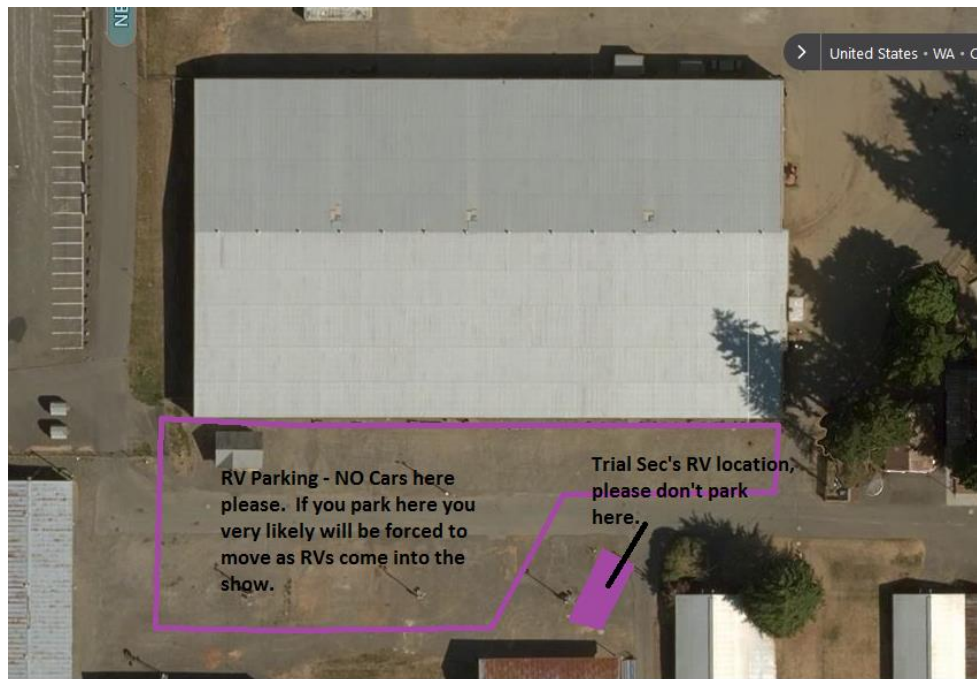 NE
United States • WA • C
RV Parking - NO Cars here
please. If you park here you
very likely will be forced to
move as RVs come into the
show.
Trial Sec's RV location,
please don't park
here.